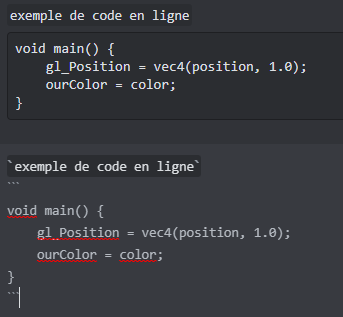 exemple de code en ligne
void main() {
    gl_Position = vec4(position, 1.0);
    ourColor = color;
}
`exemple de code en ligne`
```
void main() {
    gl_Position = vec4(position, 1.0);
    ourColor = color;
}
```